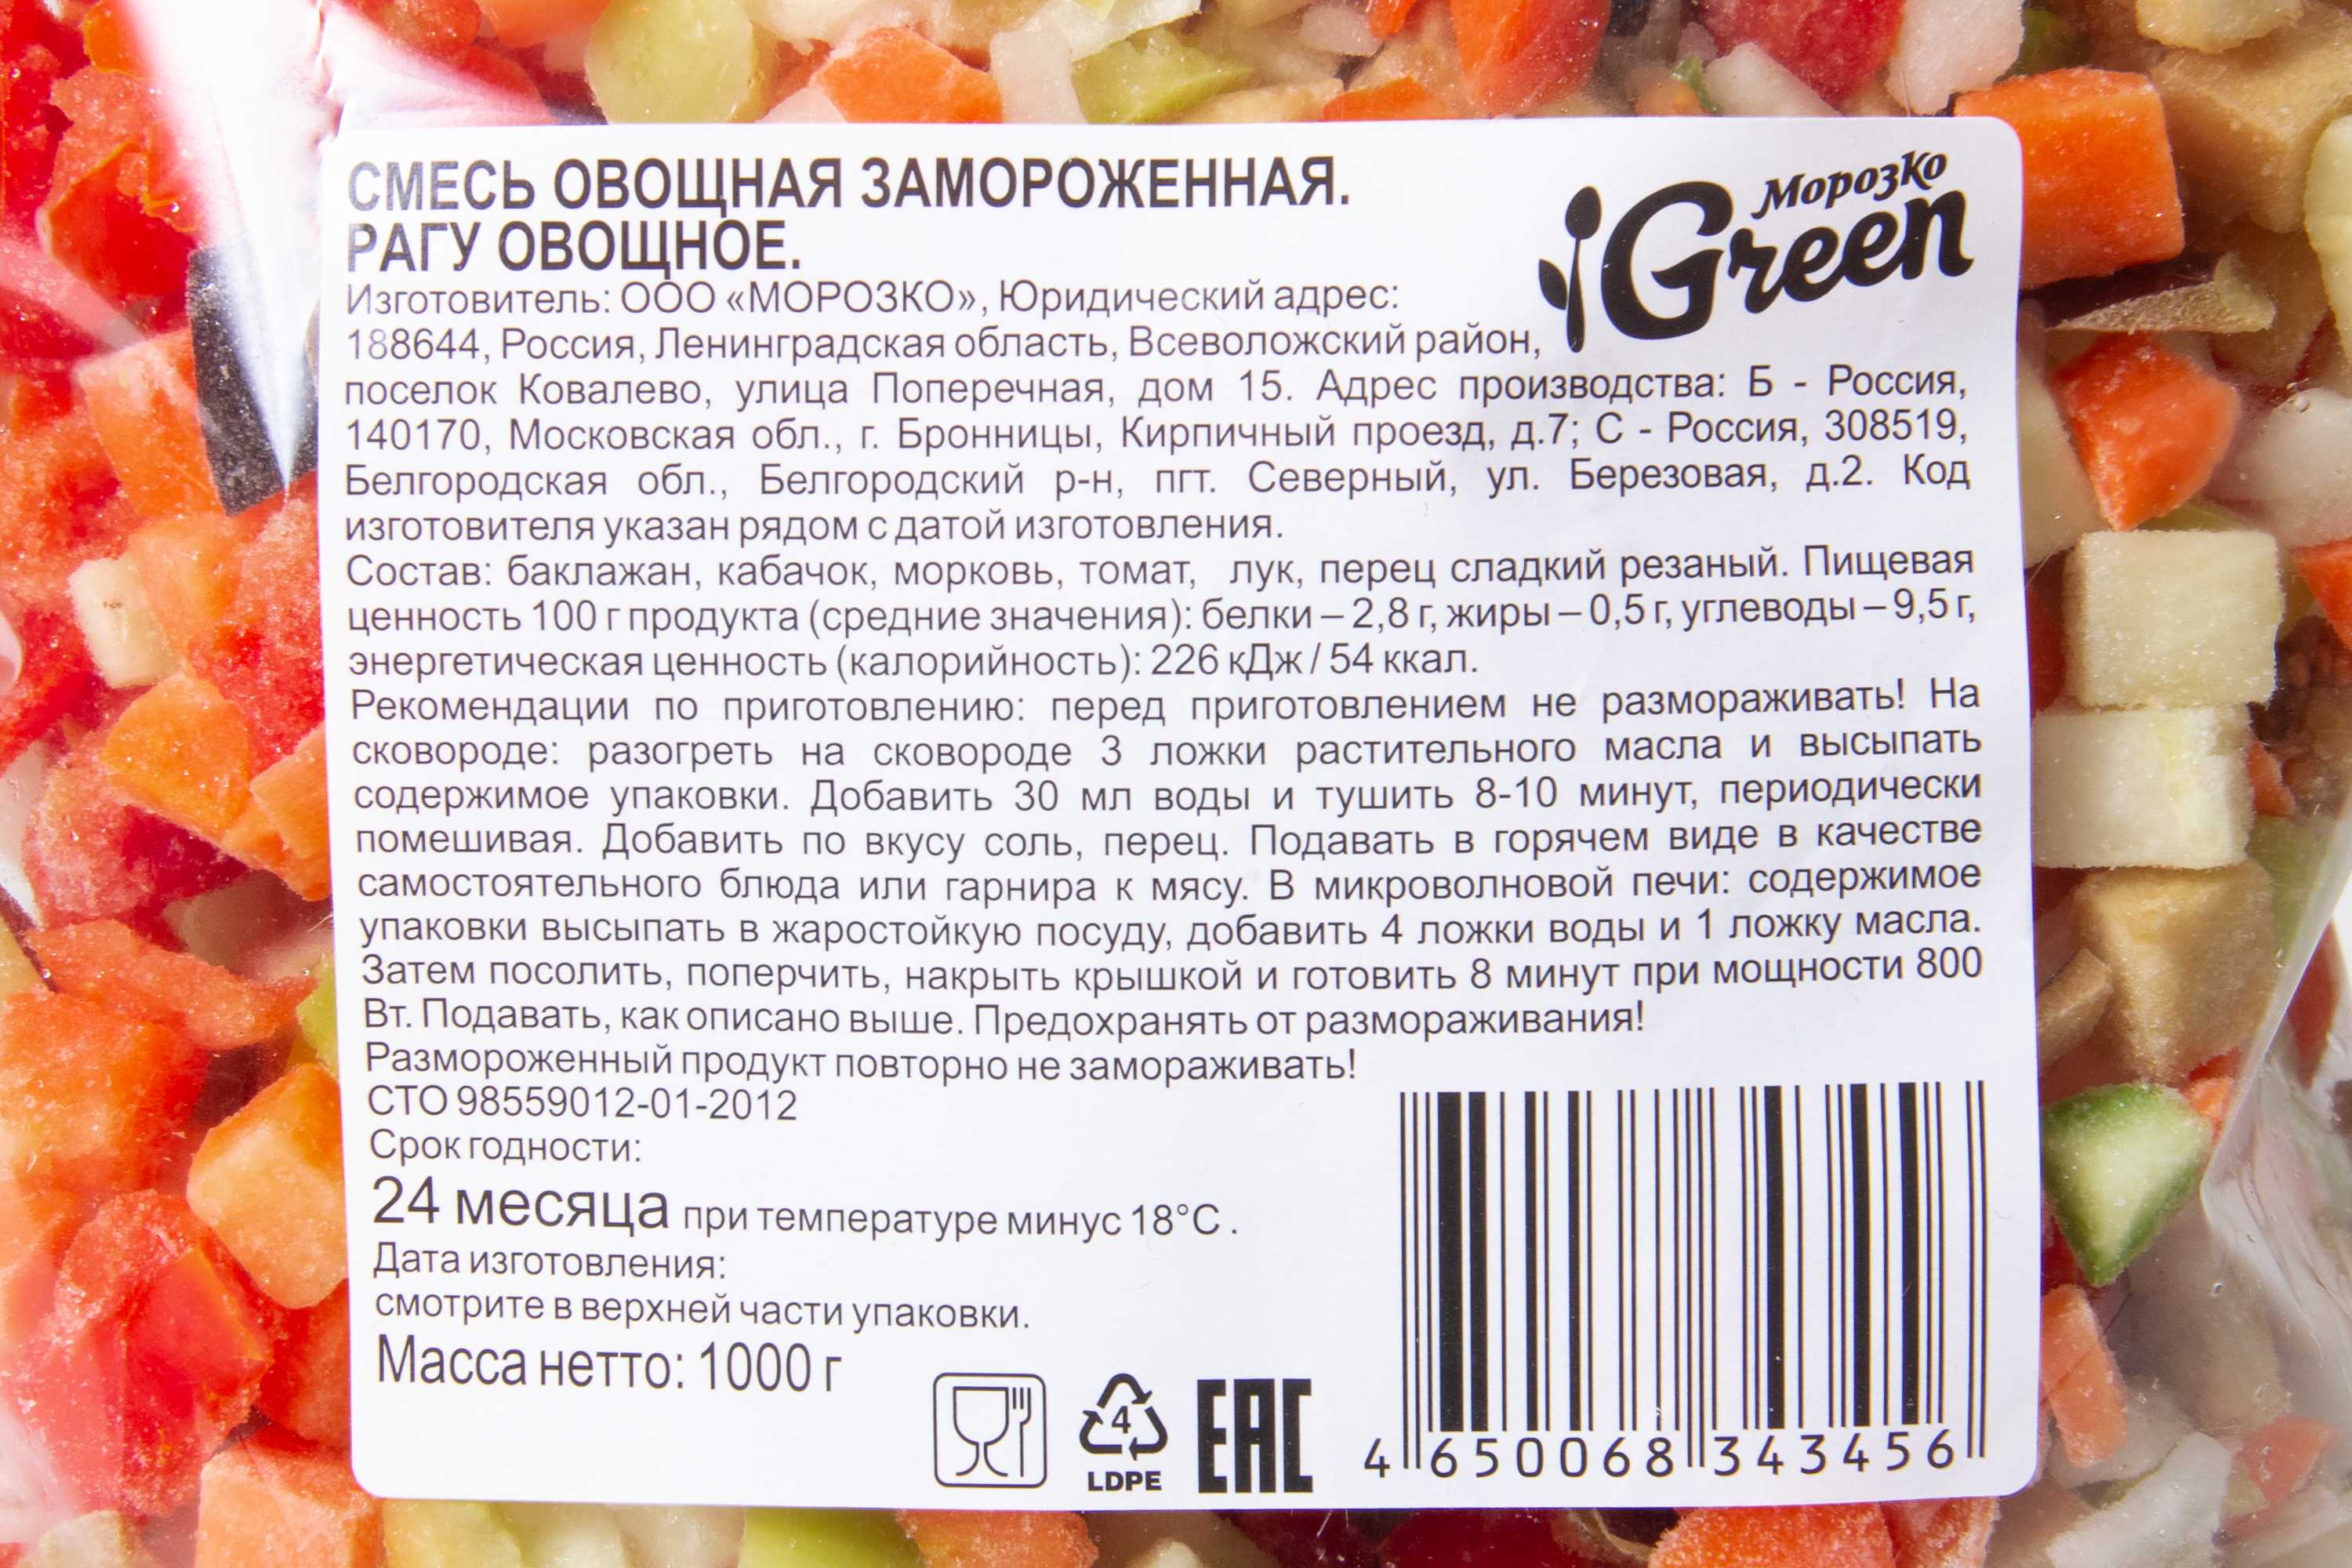 СМЕСЬ ОВОЩНАЯ ЗАМОРОЖЕННАЯ.
РАГУ ОВОЩНОЕ.
Морозко
Green
Изготовитель: ООО «МОРОЗКО», Юридический адрес:
188644, Россия, Ленинградская область, Всеволожский район,
поселок Ковалево, улица Поперечная, дом 15. Адрес производства: Б - Россия,
140170, Московская обл., г. Бронницы, Кирпичный проезд, д.7; С - Россия, 308519,
Белгородская обл., Белгородский р-н, пгт. Северный, ул. Березовая, д.2. Код
изготовителя указан рядом с датой изготовления.
Состав: баклажан, кабачок, морковь, томат, лук, перец сладкий резаный. Пищевая
ценность 100 г продукта (средние значения): белки – 2,8 г, жиры – 0,5 г, углеводы – 9,5 г,
энергетическая ценность (калорийность): 226 кДж / 54 ккал.
Рекомендации по приготовлению: перед приготовлением не размораживать! На
сковороде: разогреть на сковороде 3 ложки растительного масла и высыпать
содержимое упаковки. Добавить 30 мл воды и тушить 8-10 минут, периодически
помешивая. Добавить по вкусу соль, перец. Подавать в горячем виде в качестве
самостоятельного блюда или гарнира к мясу. В микроволновой печи: содержимое
упаковки высыпать в жаростойкую посуду, добавить 4 ложки воды и 1 ложку масла.
Затем посолить, поперчить, накрыть крышкой и готовить 8 минут при мощности 800
Вт. Подавать, как описано выше. Предохранять от размораживания!
Размороженный продукт повторно не замораживать!
СТО 98559012-01-2012
Срок годности:
24 месяца при температуре минус 18°С .
Дата изготовления:
смотрите в верхней части упаковки.
Масса нетто: 1000 г
4
LDPE
EAC
4 650068 343456